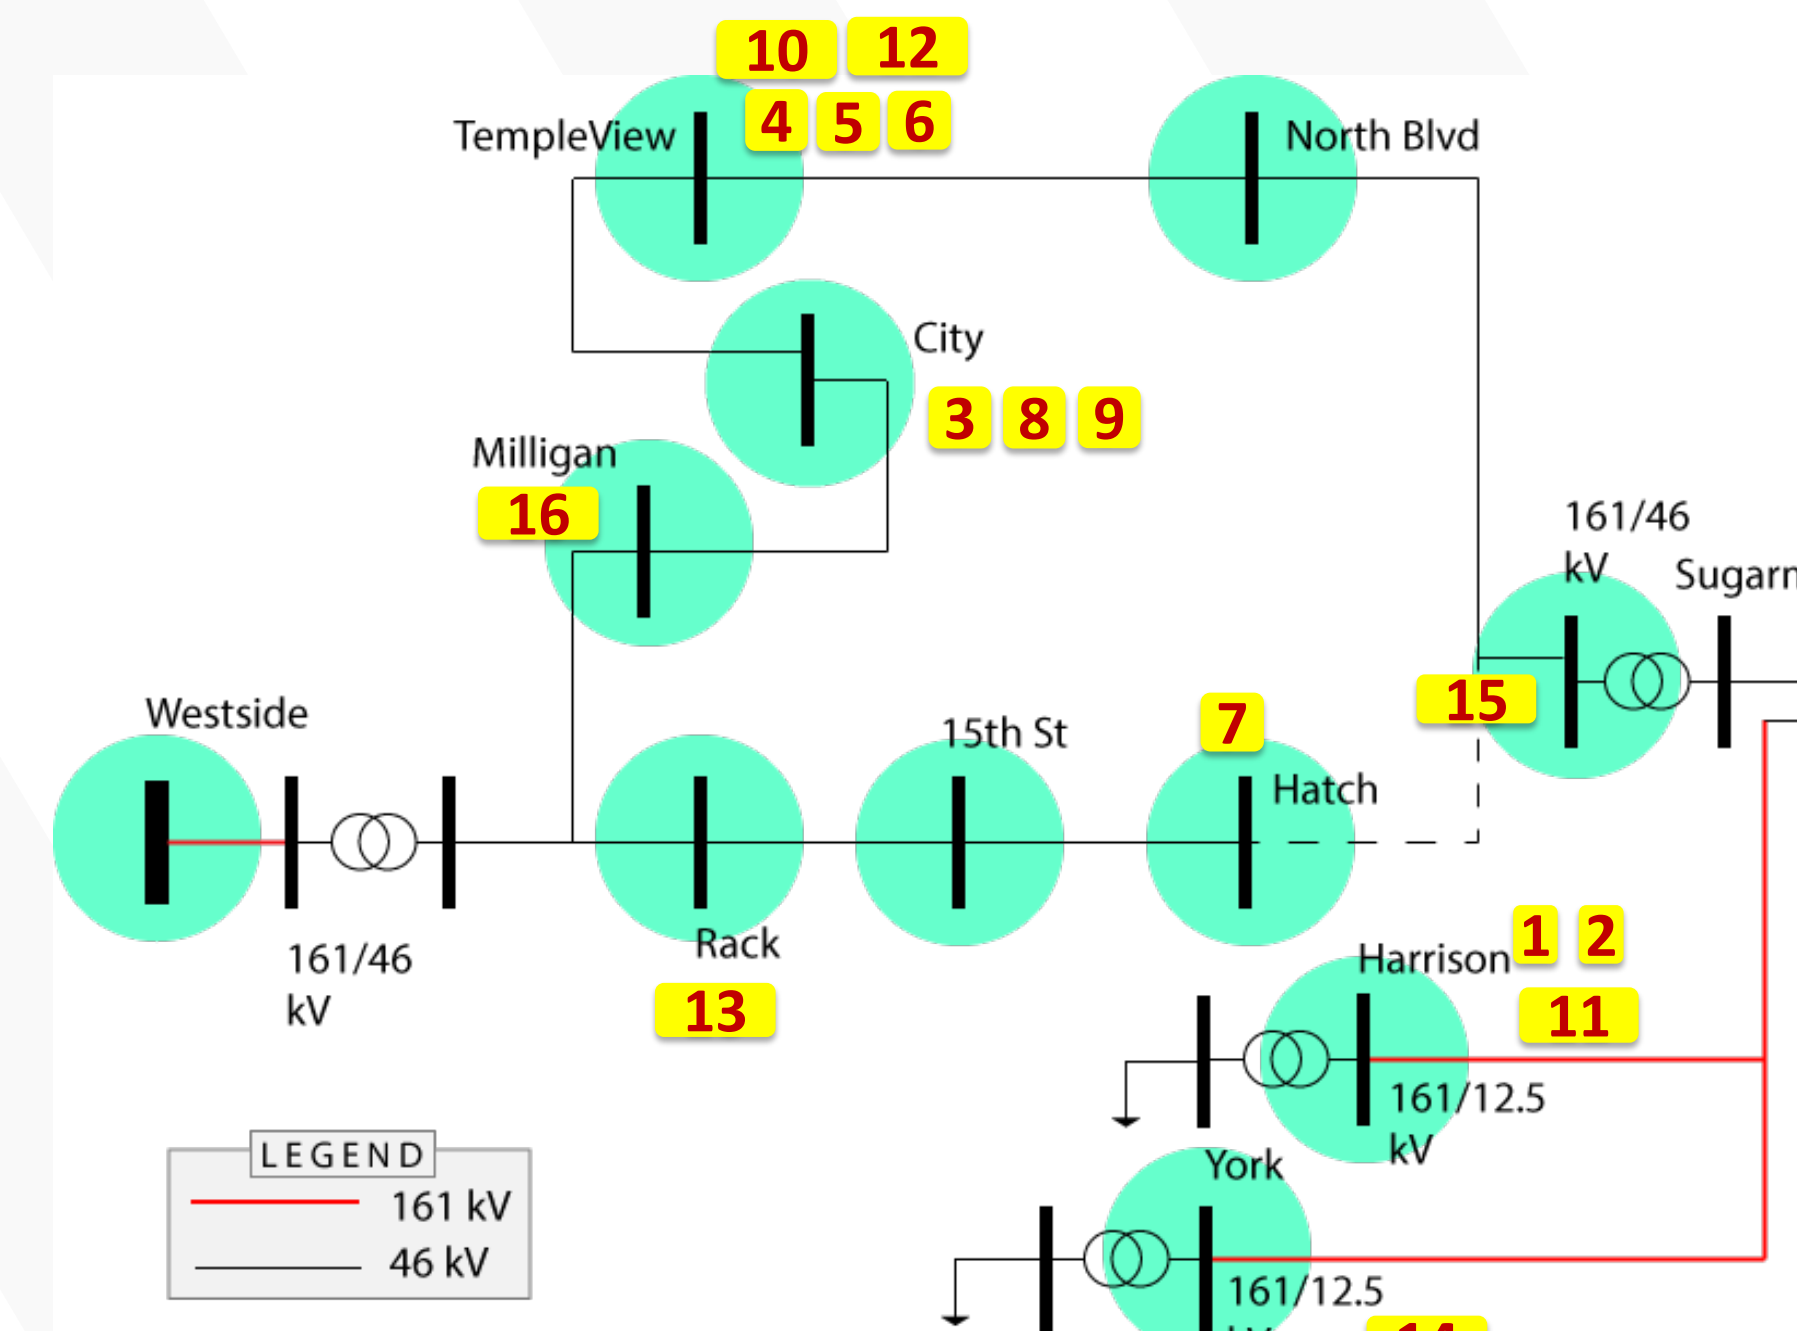 10 12
4 5 6
TempleView
North Blvd
City
3 8 9
Milligan
16
161/46
kV
15
Westside
7
15th St
Hatch
161/46
kV
Rack
13
Harrison
1 2
11
161/12.5
kV
York
161/12.5
LEGEND
161 kV
46 kV